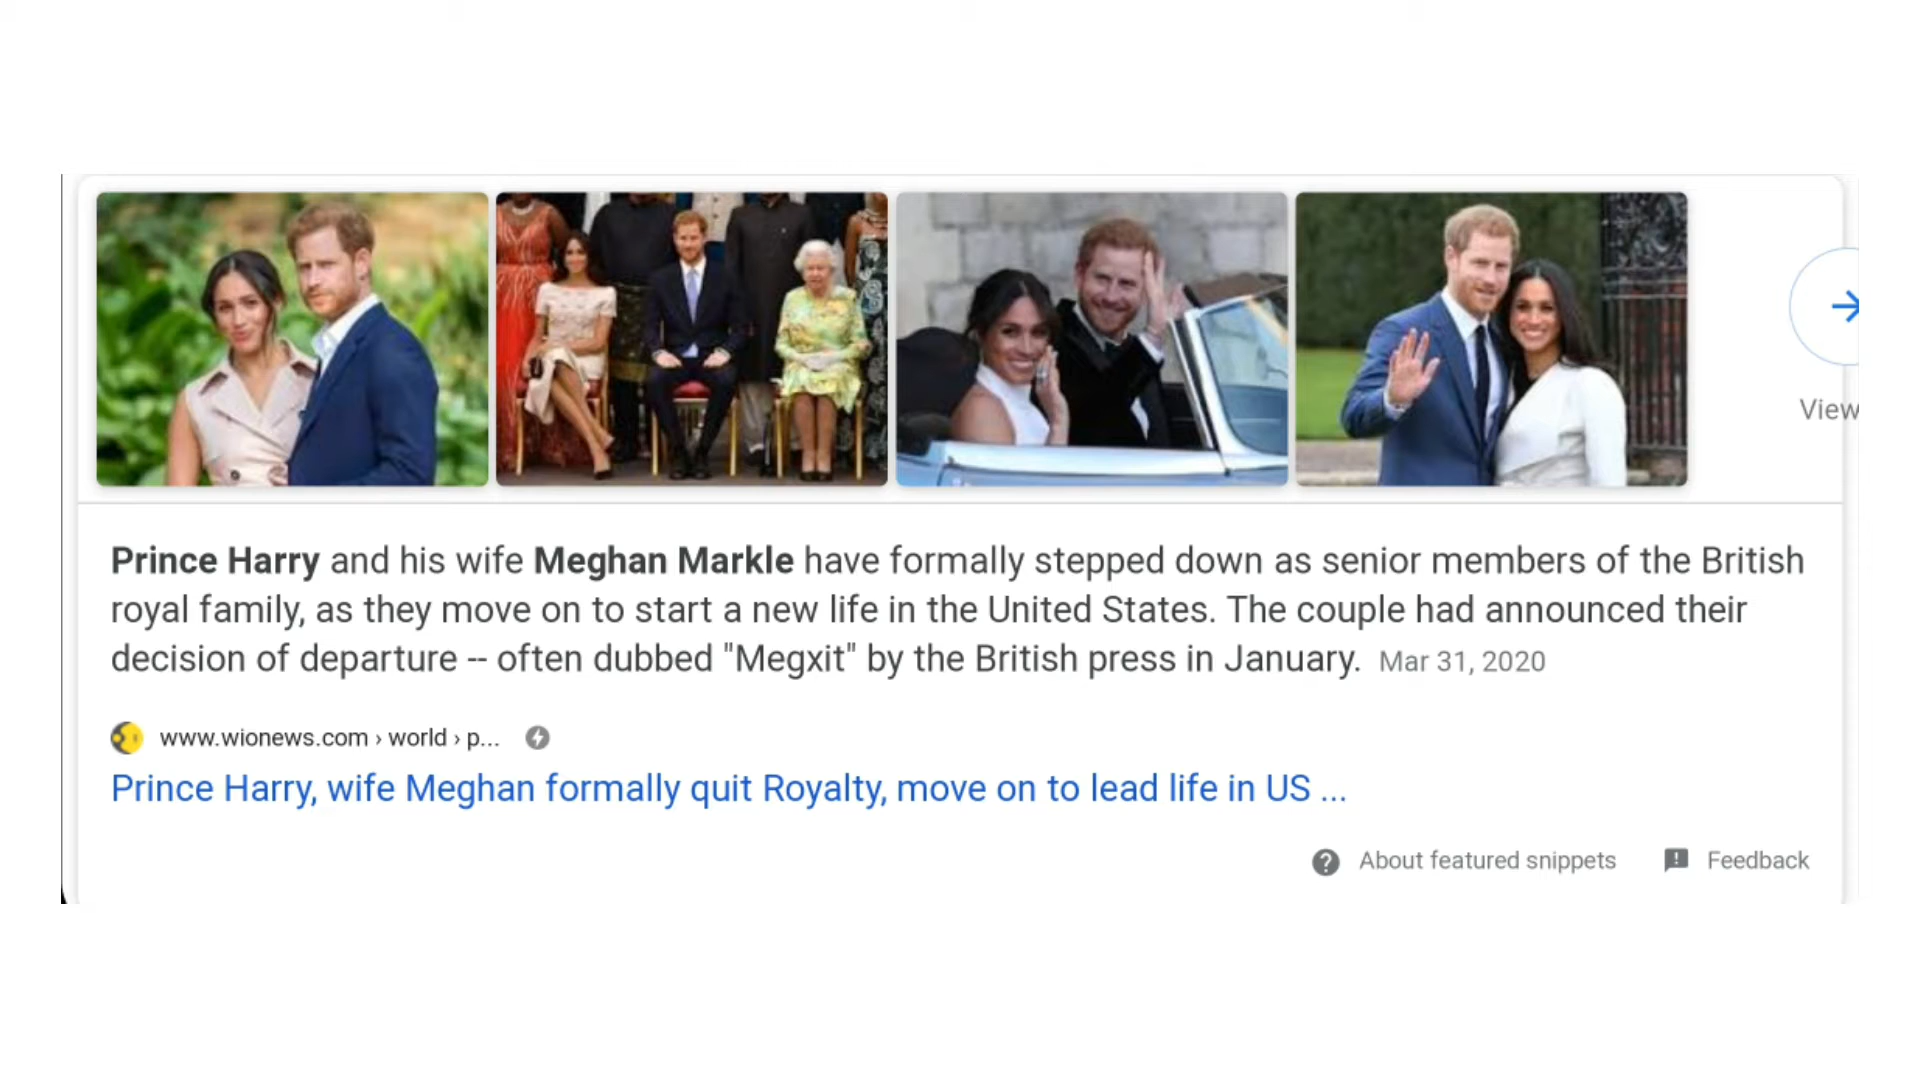 View
Prince Harry and his wife Meghan Markle have formally stepped down as senior members of the British
royal family, as they move on to start a new life in the United States. The couple had announced their
decision of departure -- often dubbed "Megxit" by the British press in January. Mar 31, 2020
www.wionews.com › world › p...
Prince Harry, wife Meghan formally quit Royalty, move on to lead life in US ...
About featured snippets Feedback